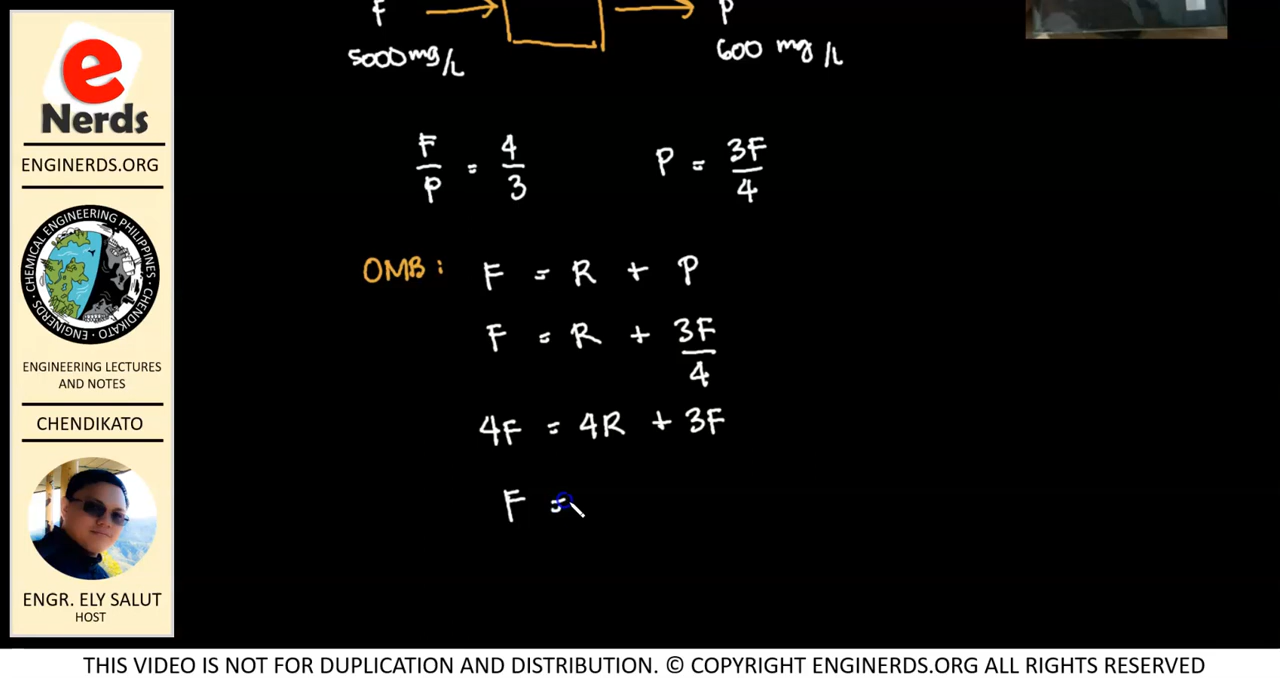 F → P
5000 mg/L 600 mg/L
e
Nerds
ENGINERDS.ORG
F/P = 4/3 P = 3F/4
CHEMICAL ENGINEERING PHILIPPINES • CHENDIKATO • ENGINERDS •
OMB: F = R + P
F = R + 3F/4
4F = 4R + 3F
F =
ENGINEERING LECTURES
AND NOTES
CHENDIKATO
ENGR. ELY SALUT
HOST
THIS VIDEO IS NOT FOR DUPLICATION AND DISTRIBUTION. © COPYRIGHT ENGINERDS.ORG ALL RIGHTS RESERVED